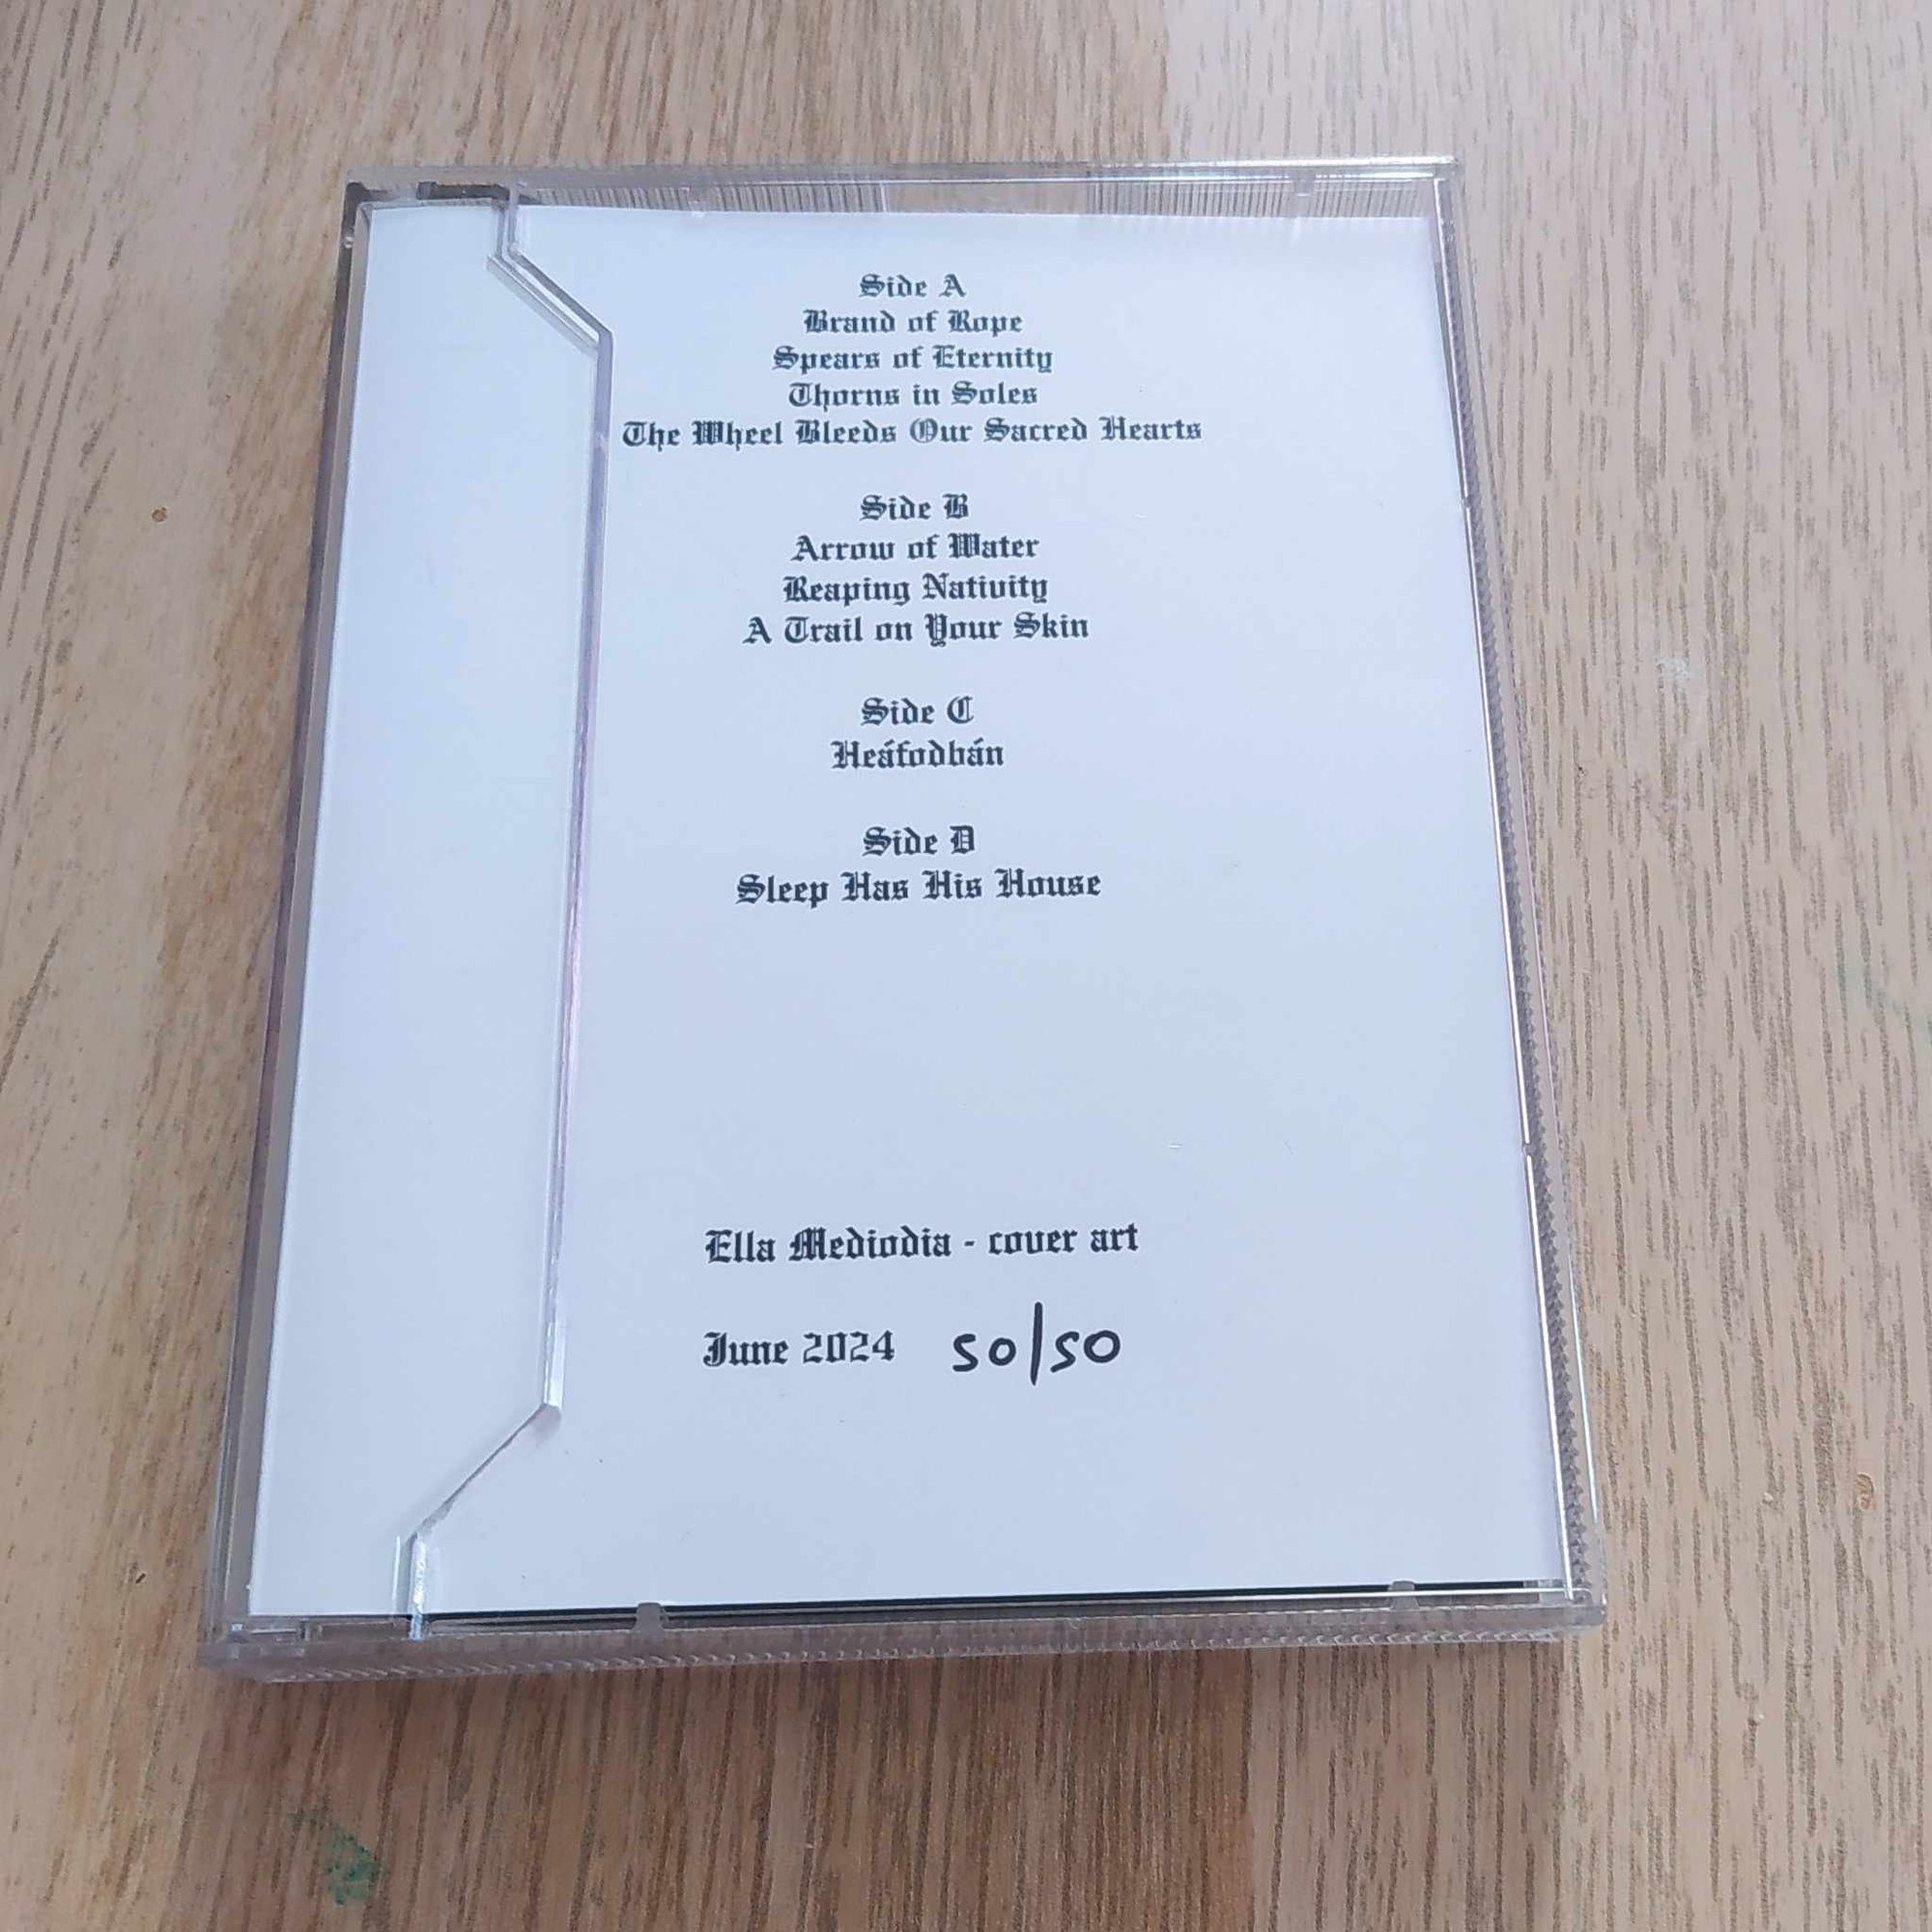 Side A
Brand of Rope
Spears of Eternity
Thorns in Soles
The Wheel Bleeds Our Sacred Hearts
Side B
Arrow of Water
Reaping Nativity
A Trail on Your Skin
Side C
Heáfodbán
Side D
Sleep Has His House
Ella Mediodia - cover art
June 2024 50/50